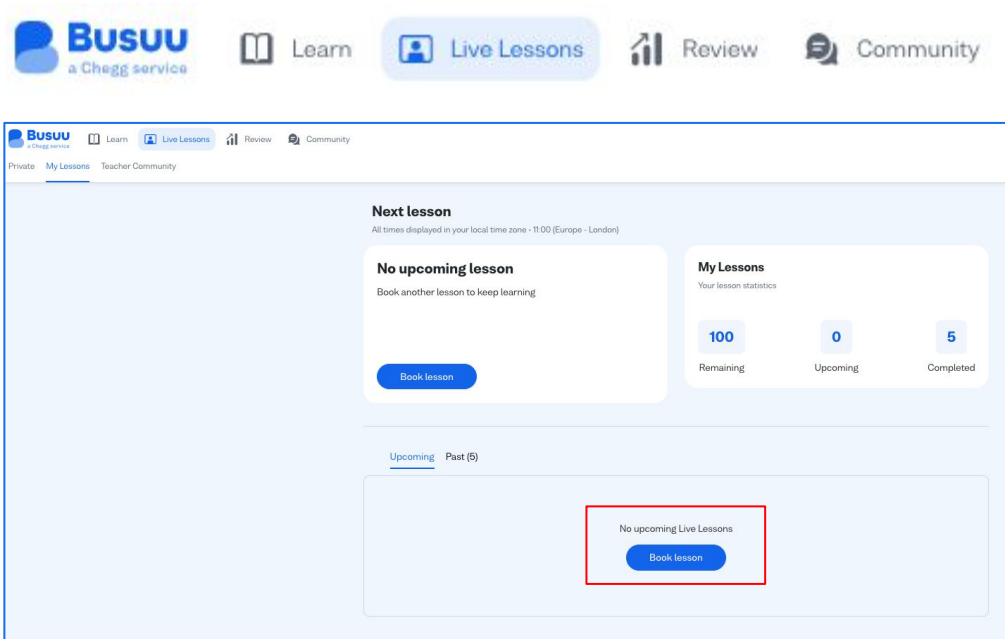 BUSUU Learn Live Lessons Review Community
a Chegg service
BUSUU Learn Live Lessons Review Community
a Chegg service
Private My Lessons Teacher Community
Next lesson
All times displayed in your local time zone - 11:00 (Europe - London)
No upcoming lesson
Book another lesson to keep learning
Book lesson
My Lessons
Your lesson statistics
100 0 5
Remaining Upcoming Completed
Upcoming Past (5)
No upcoming Live Lessons
Book lesson